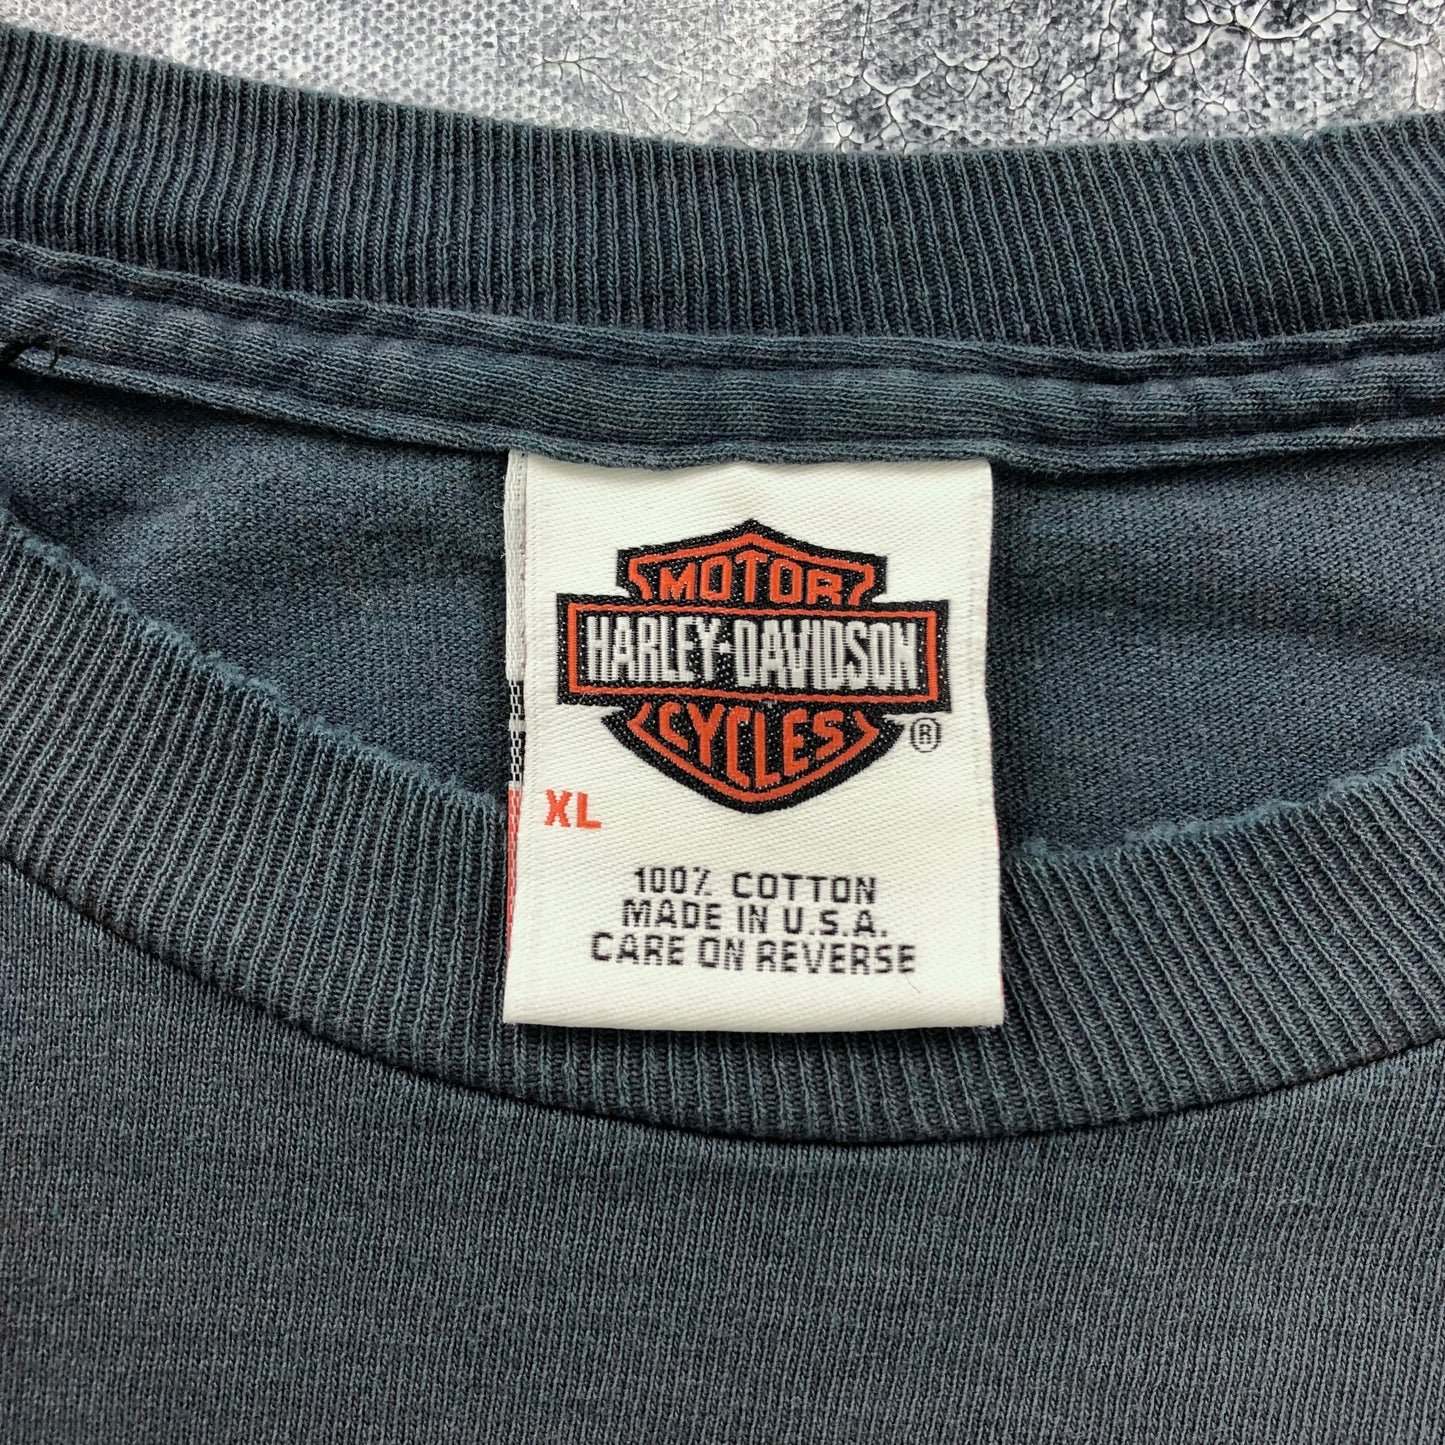 MOTOR
HARLEY-DAVIDSON
CYCLES
®
XL
100% COTTON
MADE IN U.S.A.
CARE ON REVERSE